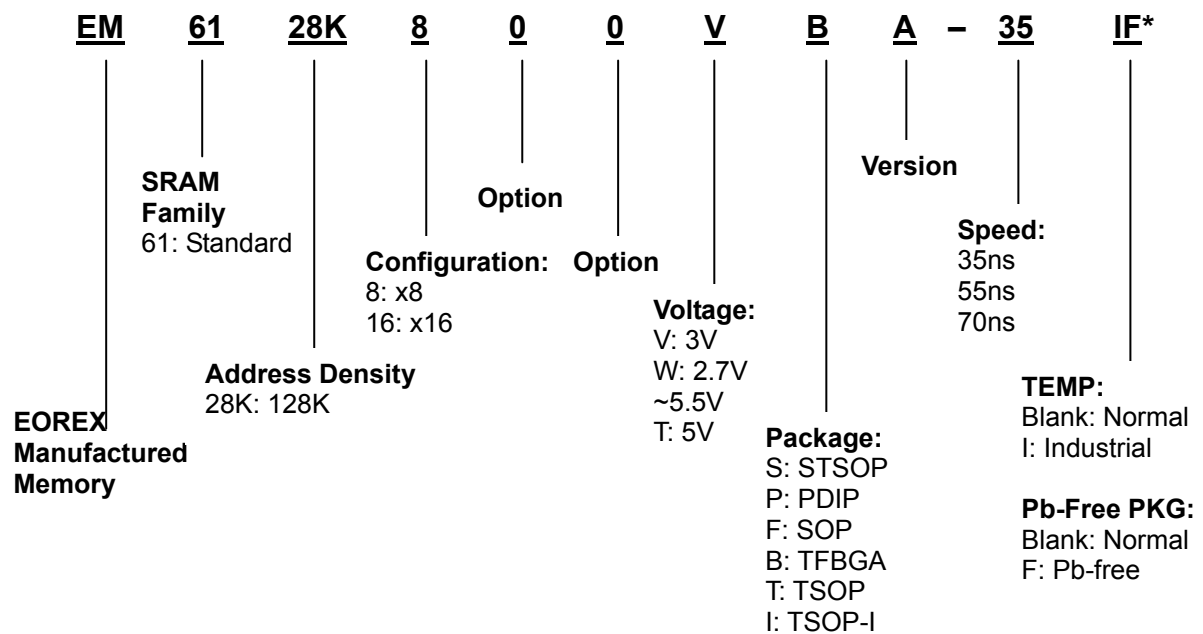 EM 61 28K 8 0 0 V B A – 35 IF*
Version
SRAM
Family
61: Standard
Option
Speed:
35ns
55ns
70ns
Configuration:
8: x8
16: x16
Option
Voltage:
V: 3V
W: 2.7V
~5.5V
T: 5V
Address Density
28K: 128K
TEMP:
Blank: Normal
I: Industrial
EOREX
Manufactured
Memory
Package:
S: STSOP
P: PDIP
F: SOP
B: TFBGA
T: TSOP
I: TSOP-I
Pb-Free PKG:
Blank: Normal
F: Pb-free